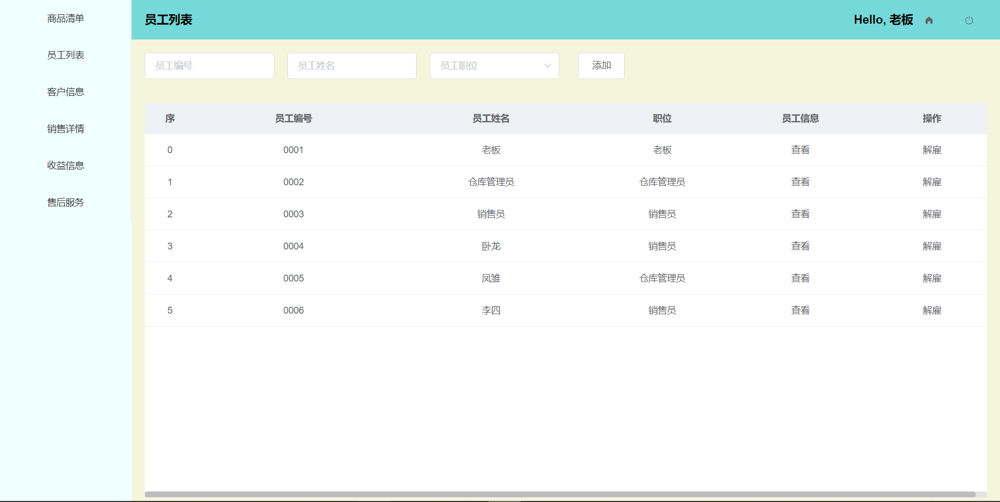 商品清单
员工列表
客户信息
销售详情
收益信息
售后服务
员工列表 Hello, 老板
员工编号 员工姓名 员工职位 添加
序 员工编号 员工姓名 职位 员工信息 操作
0 0001 老板 老板 查看 解雇
1 0002 仓库管理员 仓库管理员 查看 解雇
2 0003 销售员 销售员 查看 解雇
3 0004 卧龙 销售员 查看 解雇
4 0005 凤雏 仓库管理员 查看 解雇
5 0006 李四 销售员 查看 解雇